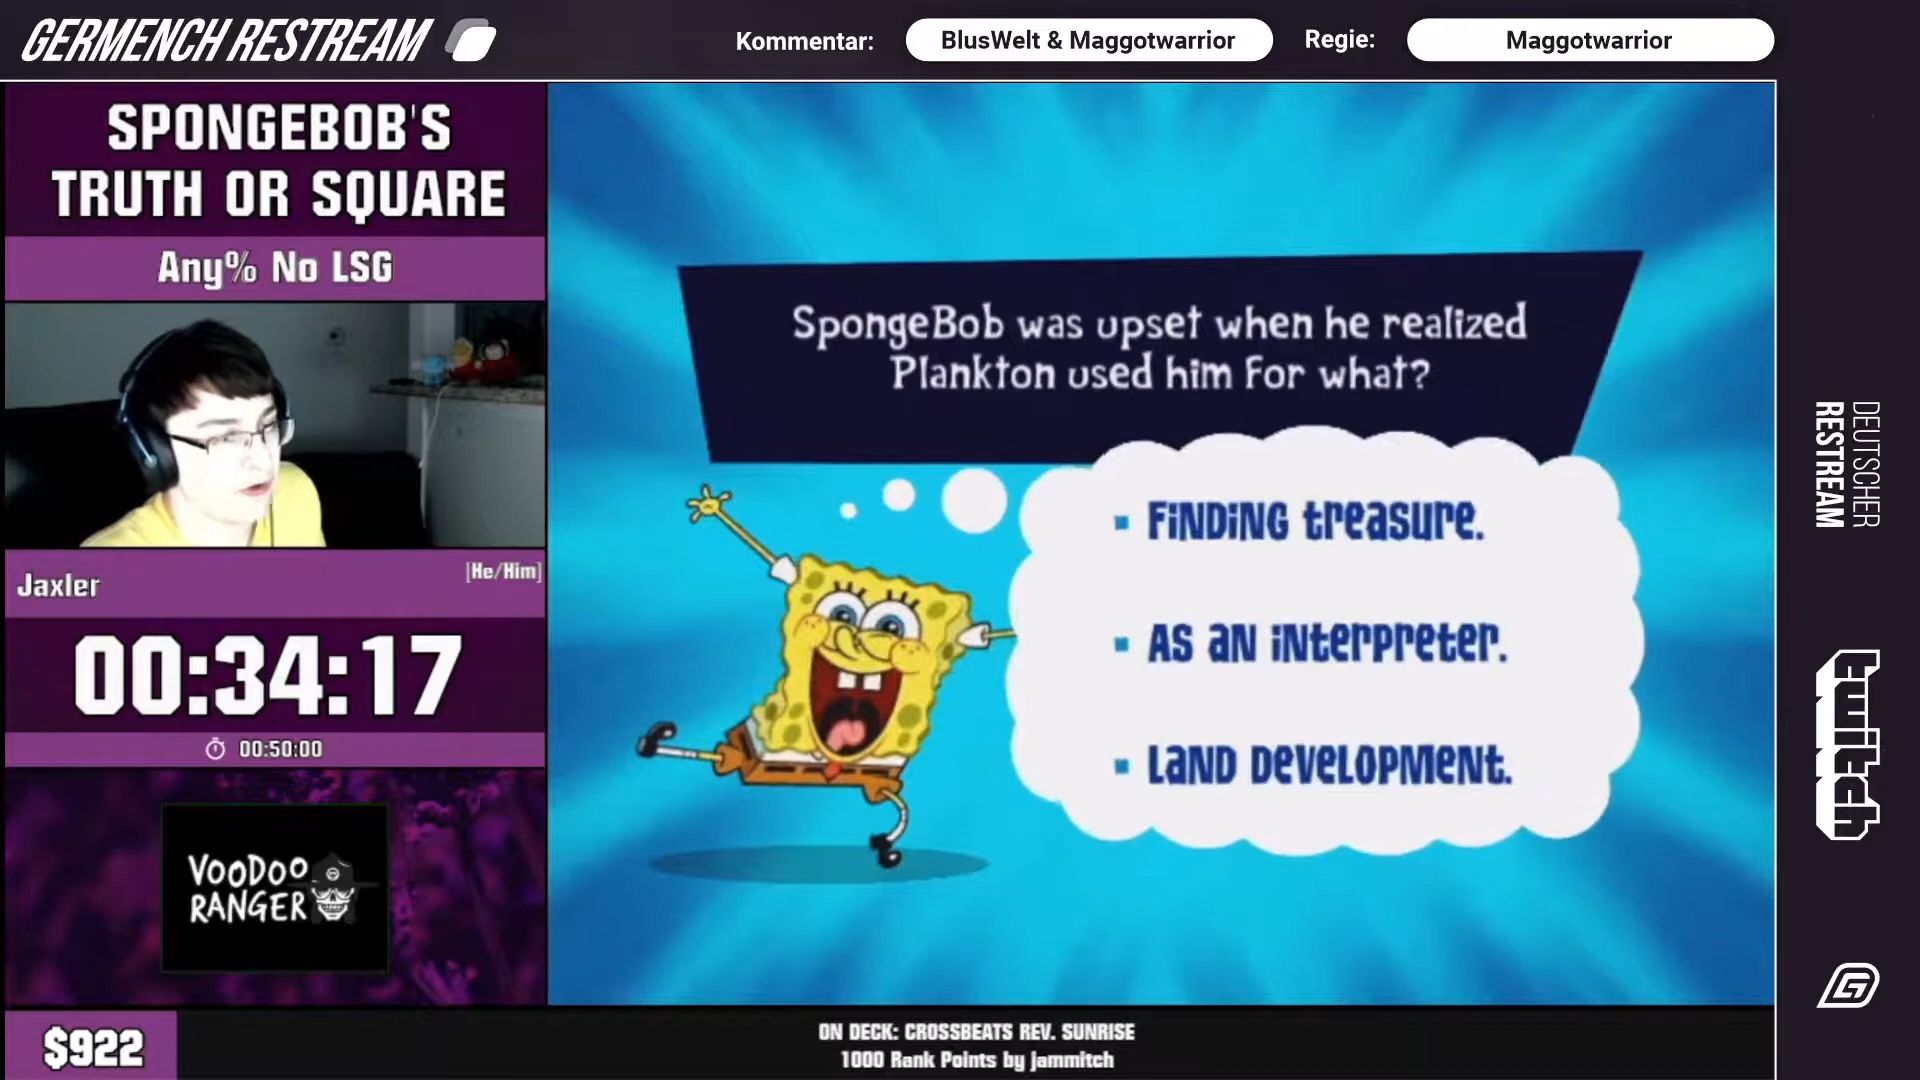 GERMENCH RESTREAM
Kommentar:
BlusWelt & Maggotwarrior
Regie:
Maggotwarrior
SPONGEBOB'S
TRUTH OR SQUARE
Any% No LSG
Jaxler
[He/Him]
00:34:17
00:50:00
VOODOO
RANGER
$922
SpongeBob was upset when he realized
Plankton used him for what?
Finding treasure.
As an interpreter.
Land development.
ON DECK: CROSSBEATS REV. SUNRISE
1000 Rank Points by jammitch
DEUTSCHER
RESTREAM
twitch